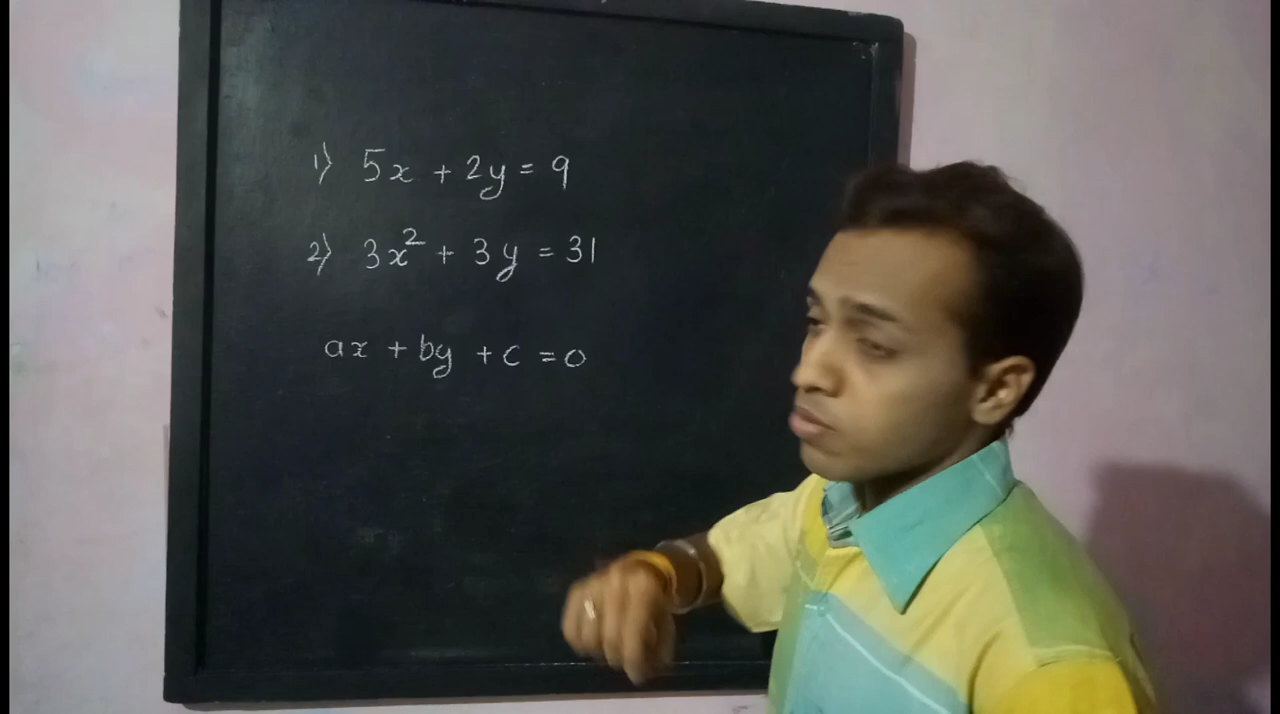 1) 5x + 2y = 9
2) 3x² + 3y = 31
ax + by + c = 0